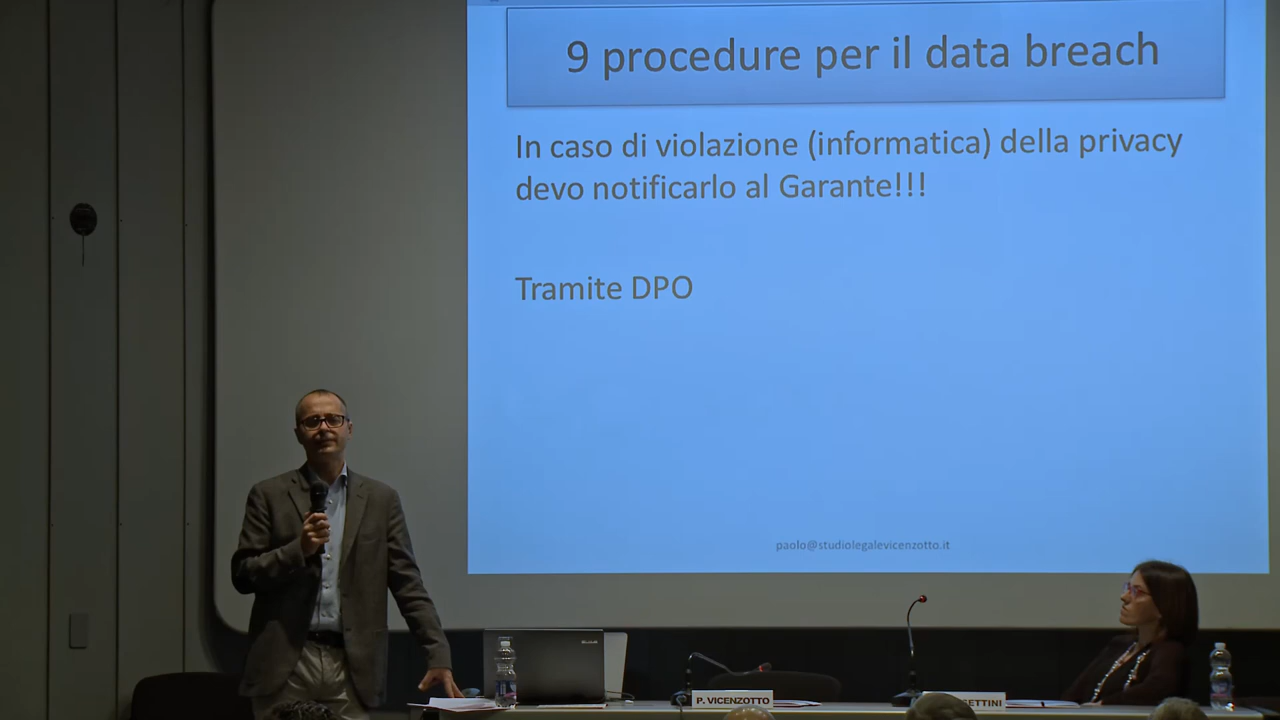 9 procedure per il data breach
In caso di violazione (informatica) della privacy
devo notificarlo al Garante!!!
Tramite DPO
paolo@studiolegalevicenzotto.it
P. VICENZOTTO
ETTINI